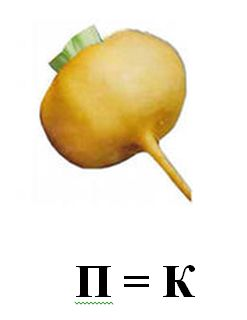 П = К